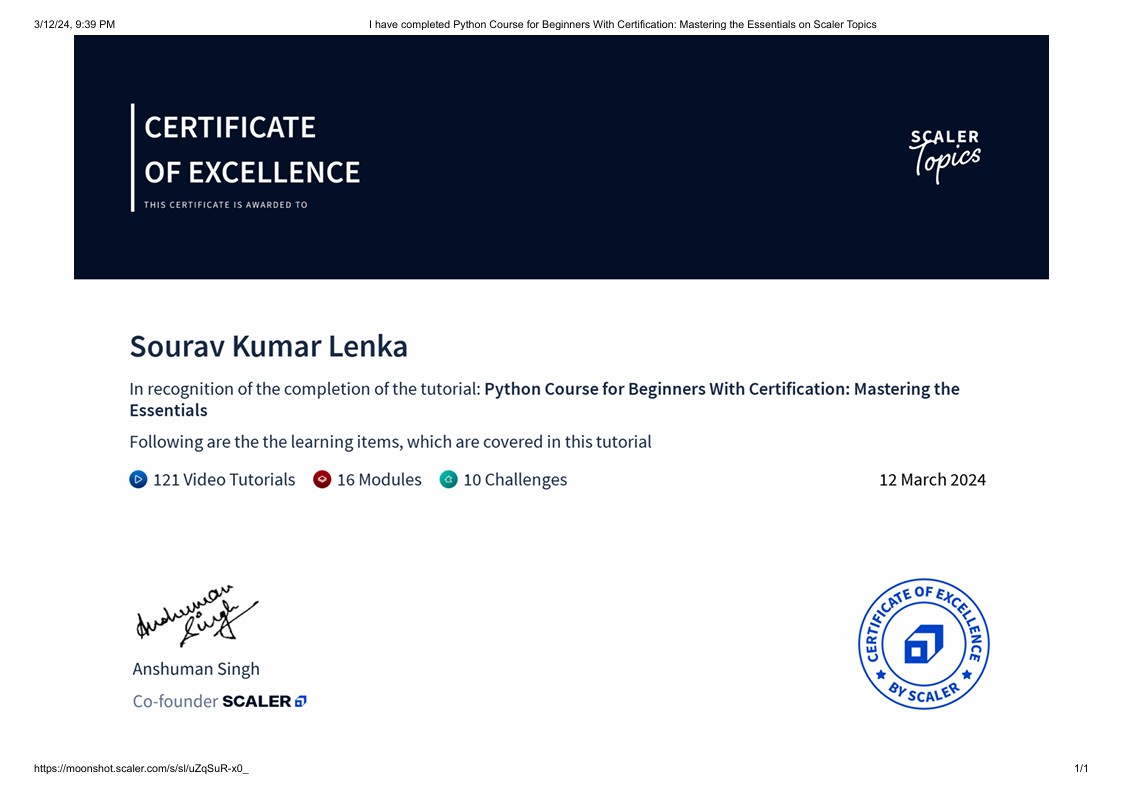 3/12/24, 9:39 PM
I have completed Python Course for Beginners With Certification: Mastering the Essentials on Scaler Topics
CERTIFICATE
OF EXCELLENCE
THIS CERTIFICATE IS AWARDED TO
SCALER
Topics
Sourav Kumar Lenka
In recognition of the completion of the tutorial: Python Course for Beginners With Certification: Mastering the
Essentials
Following are the the learning items, which are covered in this tutorial
121 Video Tutorials
16 Modules
10 Challenges
12 March 2024
Anshuman
Singh
Anshuman Singh
Co-founder SCALER
CERTIFICATE OF EXCELLENCE
BY SCALER
https://moonshot.scaler.com/s/sl/uZqSuR-x0_
1/1